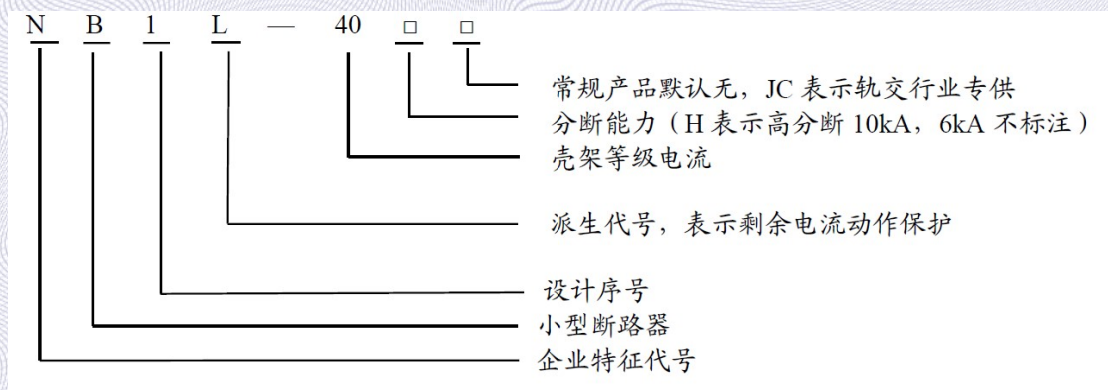 N B 1 L — 40 □ □
常规产品默认无，JC 表示轨交行业专供
分断能力（H 表示高分断 10kA，6kA 不标注）
壳架等级电流
派生代号，表示剩余电流动作保护
设计序号
小型断路器
企业特征代号